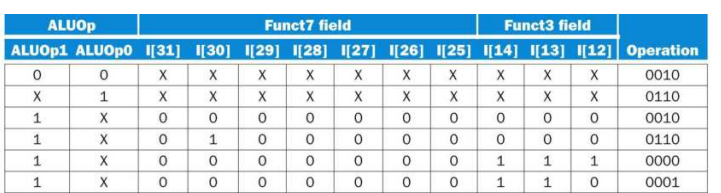 ALUOp Funct7 field Funct3 field
ALUOp1 ALUOp0 I[31] I[30] I[29] I[28] I[27] I[26] I[25] I[14] I[13] I[12] Operation
0 0 X X X X X X X X X X 0010
X 1 X X X X X X X X X X 0110
1 X 0 0 0 0 0 0 0 0 0 0 0010
1 X 0 1 0 0 0 0 0 0 0 0 0110
1 X 0 0 0 0 0 0 0 1 1 1 0000
1 X 0 0 0 0 0 0 0 1 1 0 0001